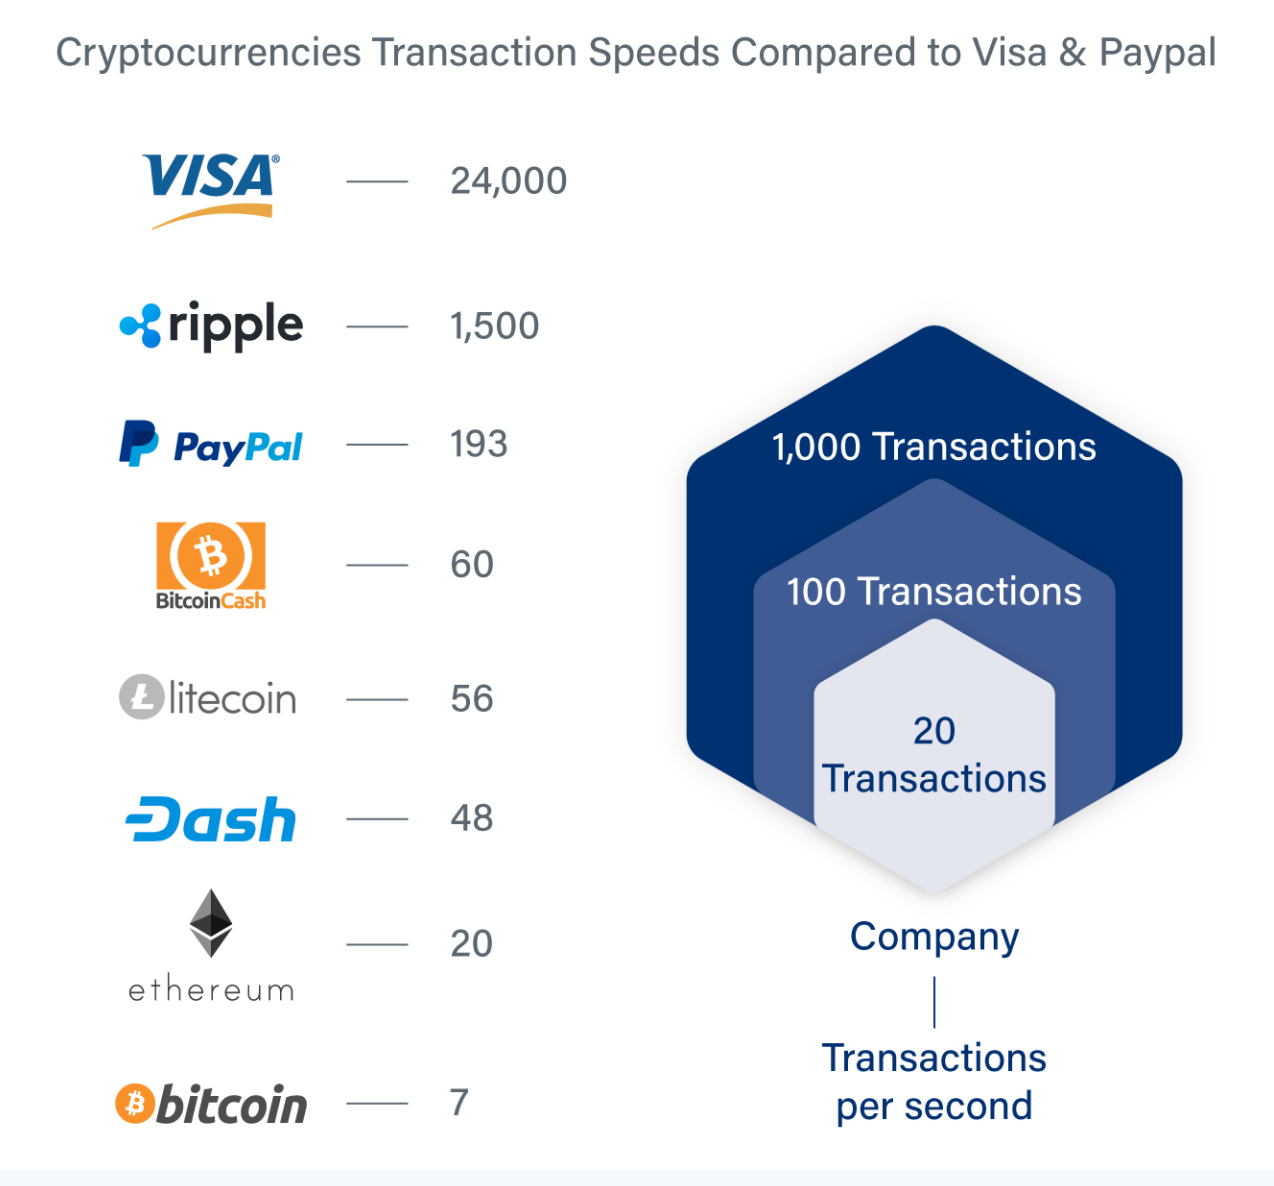 Cryptocurrencies Transaction Speeds Compared to Visa & Paypal
VISA® 24,000
ripple 1,500
PayPal 193
BitcoinCash 60
litecoin 56
Dash 48
ethereum 20
bitcoin 7
1,000 Transactions
100 Transactions
20
Transactions
Company
Transactions
per second